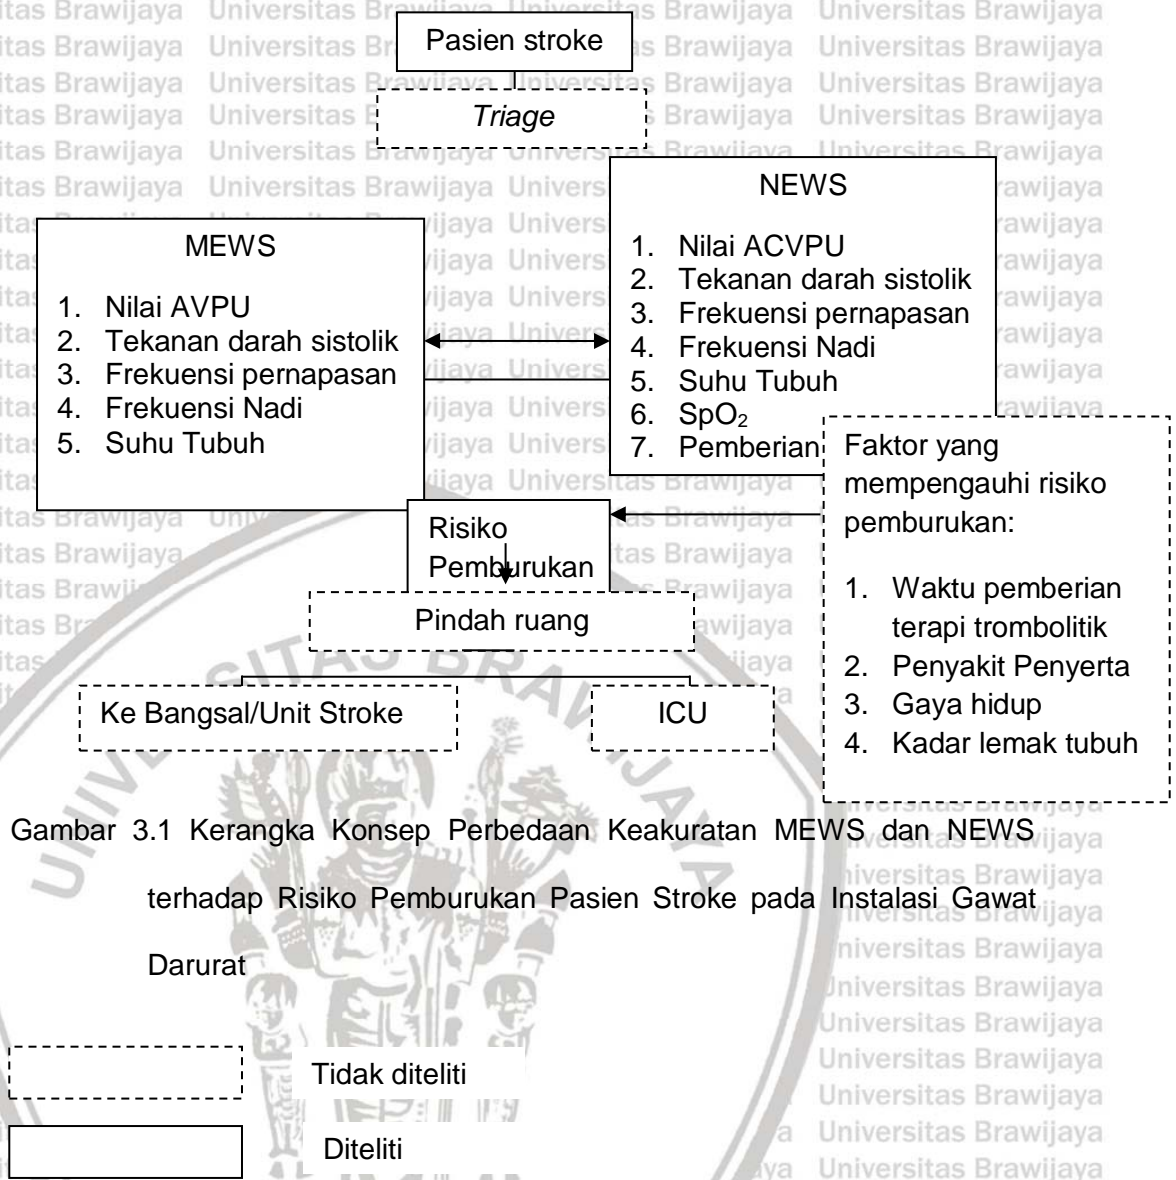 Pasien stroke
Triage
MEWS
1. Nilai AVPU
2. Tekanan darah sistolik
3. Frekuensi pernapasan
4. Frekuensi Nadi
5. Suhu Tubuh
NEWS
1. Nilai ACVPU
2. Tekanan darah sistolik
3. Frekuensi pernapasan
4. Frekuensi Nadi
5. Suhu Tubuh
6. SpO₂
7. Pemberian
Faktor yang
mempengauhi risiko
pemburukan:
1. Waktu pemberian
terapi trombolitik
2. Penyakit Penyerta
3. Gaya hidup
4. Kadar lemak tubuh
Risiko
Pemburukan
Pindah ruang
Ke Bangsal/Unit Stroke
ICU
Gambar 3.1 Kerangka Konsep Perbedaan Keakuratan MEWS dan NEWS
terhadap Risiko Pemburukan Pasien Stroke pada Instalasi Gawat
Darurat
Tidak diteliti
Diteliti
UNIVERSITAS BRAWIJAYA
Universitas Brawijaya